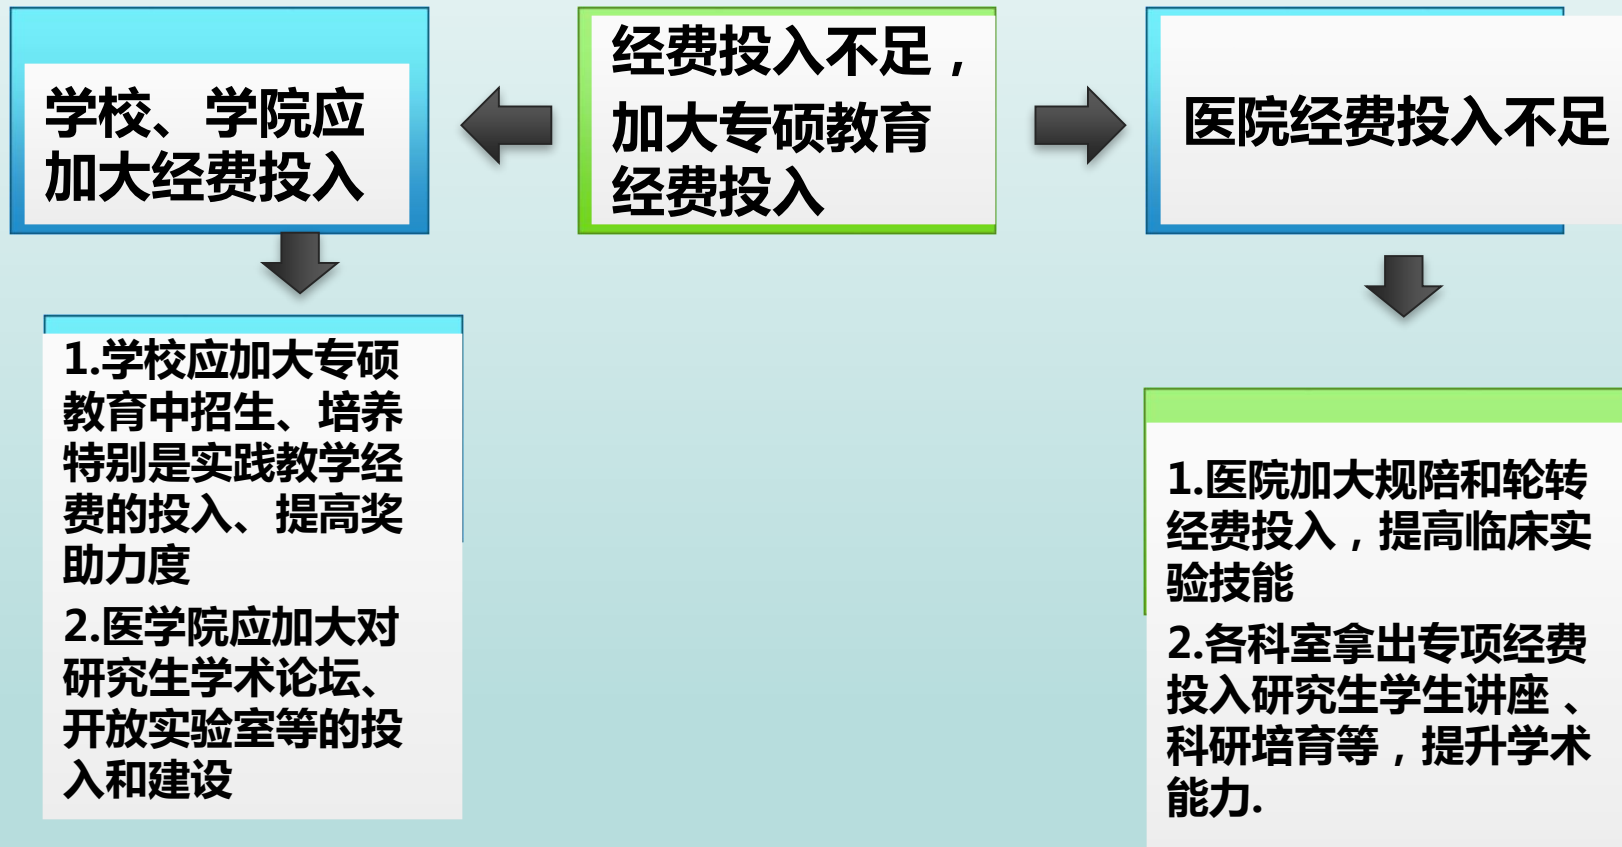 学校、学院应
加大经费投入
经费投入不足，
加大专硕教育
经费投入
医院经费投入不足
1.学校应加大专硕
教育中招生、培养
特别是实践教学经
费的投入、提高奖
助力度
2.医学院应加大对
研究生学术论坛、
开放实验室等的投
入和建设
1.医院加大规陪和轮转
经费投入，提高临床实
验技能
2.各科室拿出专项经费
投入研究生学生讲座、
科研培育等，提升学术
能力.